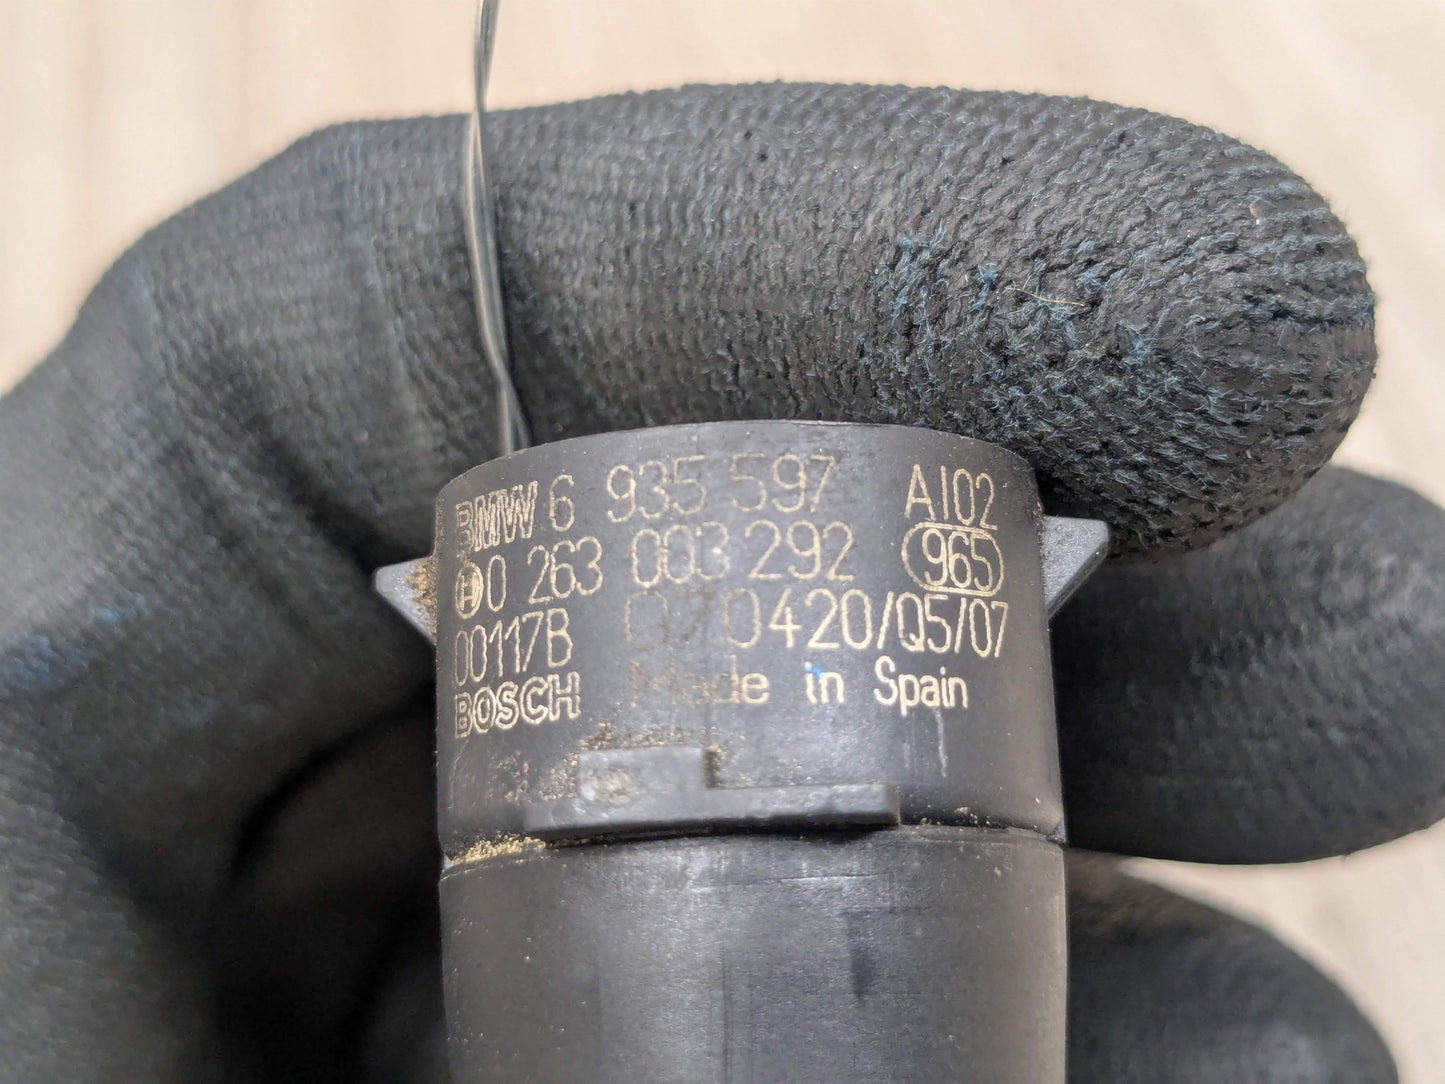 BMW 6 935 597 AI02
0 263 003 292 965
00117B 070420/Q5/07
BOSCH Made in Spain